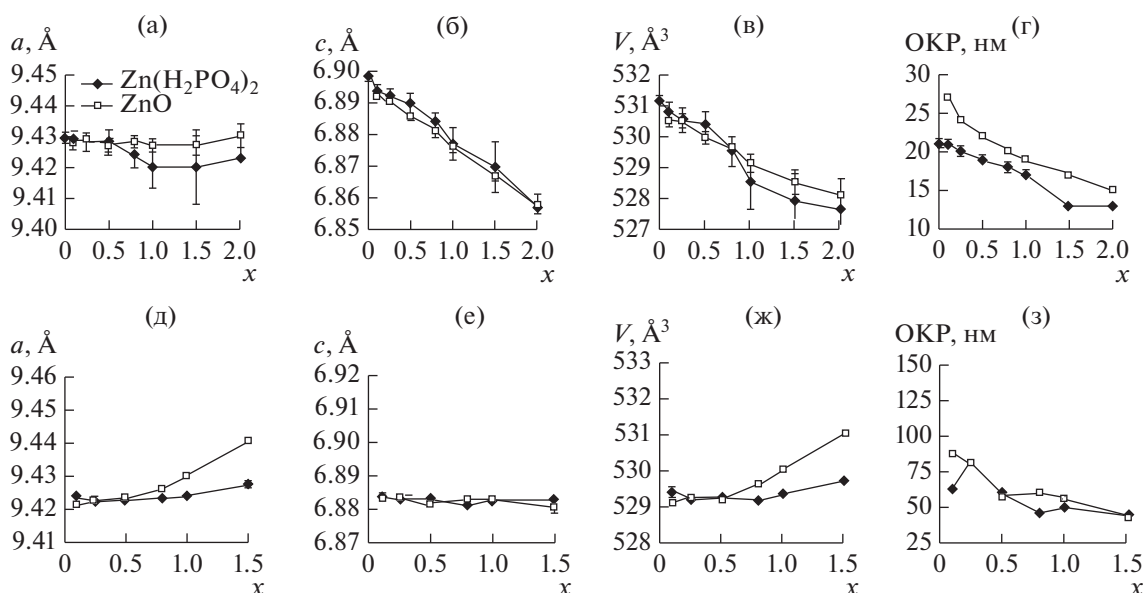 (а)
a, Å
9.45
9.44
9.43
9.42
9.41
9.40
0 0.5 1.0 1.5 2.0
x
Zn(H₂PO₄)₂
ZnO
(б)
c, Å
6.90
6.89
6.88
6.87
6.86
6.85
0 0.5 1.0 1.5 2.0
x
(в)
V, Å³
532
531
530
529
528
527
0 0.5 1.0 1.5 2.0
x
(г)
ОКР, нм
30
25
20
15
10
0 0.5 1.0 1.5 2.0
x
(д)
a, Å
9.46
9.45
9.44
9.43
9.42
9.41
0 0.5 1.0 1.5
x
(е)
c, Å
6.92
6.91
6.90
6.89
6.88
6.87
0 0.5 1.0 1.5
x
(ж)
V, Å³
533
532
531
530
529
528
0 0.5 1.0 1.5
x
(з)
ОКР, нм
150
125
100
75
50
25
0 0.5 1.0 1.5
x